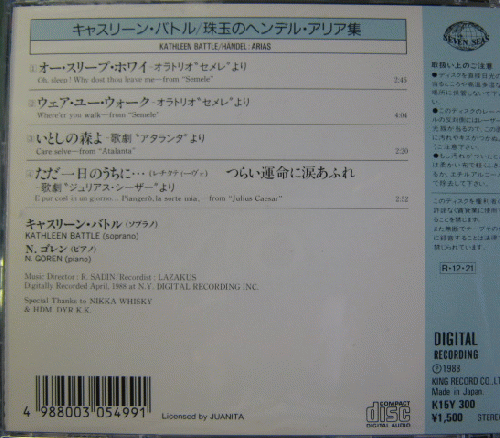 キャスリーン・バトル/珠玉のヘンデル・アリア集
KATHLEEN BATTLE/HÄNDEL: ARIAS
① オー・スリープ・ホワイ―オラトリオ"セメレ"より
Oh, sleep! Why dost thou leave me―from "Semele" 2:45
② ウェア・ユー・ウォーク―オラトリオ"セメレ"より
Where'er you walk―from "Semele" 4:04
③ いとしの森よ―歌劇"アタランタ"より
Care selve―from "Atalanta" 2:20
④ ただ一日のうちに… (レチタティーヴォ) つらい運命に涙あふれ
―歌劇"ジュリアス・シーザー"より
E pur così in un giorno… Piangerò, la sorte mia, ―from "Julius Caesar" 2:12
キャスリーン・バトル (ソプラノ)
KATHLEEN BATTLE (soprano)
N. ゴレン (ピアノ)
N. GOREN (piano)
Music Director: E. SALIN Recordist: LAZAKUS
Digitally Recorded April, 1988 at N.Y. DIGITAL RECORDING INC.
Special Thanks to NIKKA WHISKY
& HDM DYR K.K.
4 988003 054991
Licensed by JUANITA
COMPACT
disc
DIGITAL AUDIO
SEVEN SEAS
取扱い上のご注意
R-12・21
DIGITAL
RECORDING
Ⓟ1988
KING RECORD CO., LT
Made in Japan
K15Y 300
¥1,500 STERE